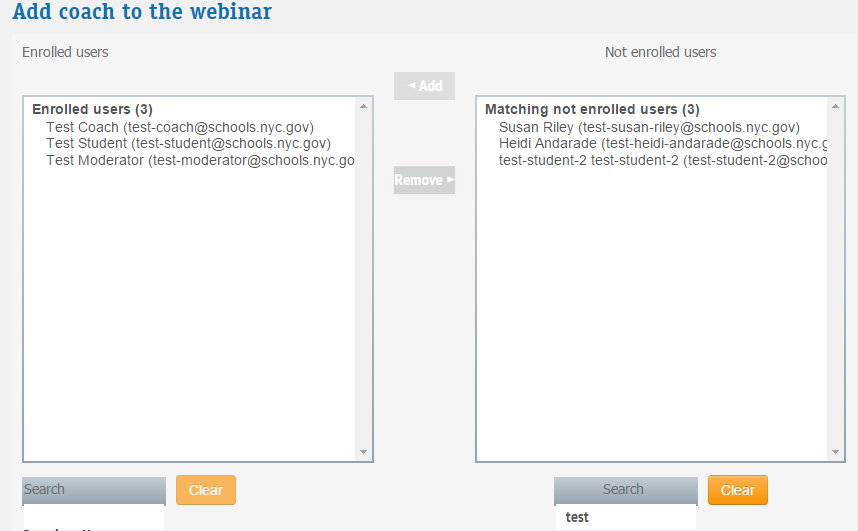 Add coach to the webinar
Enrolled users
Not enrolled users
◄ Add
Remove ►
Enrolled users (3)
Test Coach (test-coach@schools.nyc.gov)
Test Student (test-student@schools.nyc.gov)
Test Moderator (test-moderator@schools.nyc.go
Matching not enrolled users (3)
Susan Riley (test-susan-riley@schools.nyc.gov)
Heidi Andarade (test-heidi-andarade@schools.nyc.g
test-student-2 test-student-2 (test-student-2@schoo
Search
Clear
Search
Clear
test